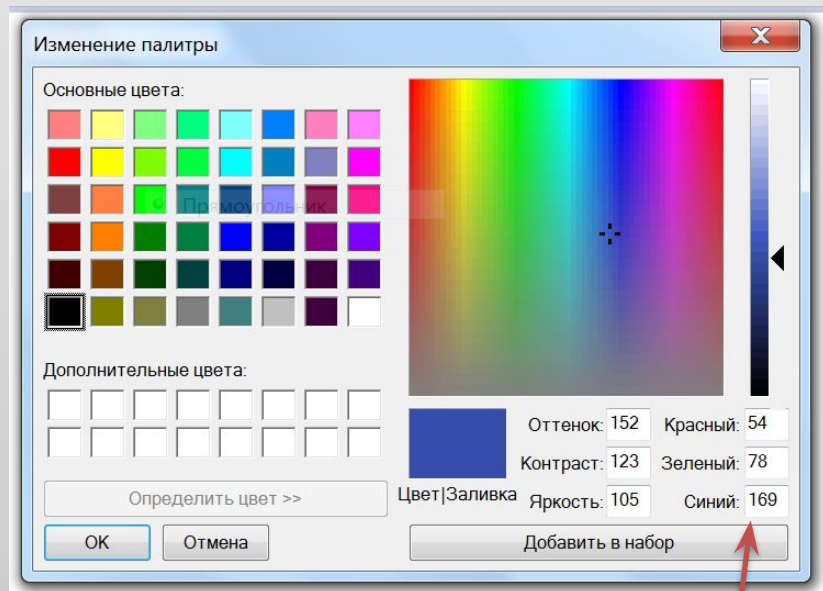 Изменение палитры
X
Основные цвета:
© Прямоугольник
Дополнительные цвета:
Определить цвет >>
OK
Отмена
Цвет|Заливка
Оттенок: 152
Красный: 54
Контраст: 123
Зеленый: 78
Яркость: 105
Синий: 169
Добавить в набор